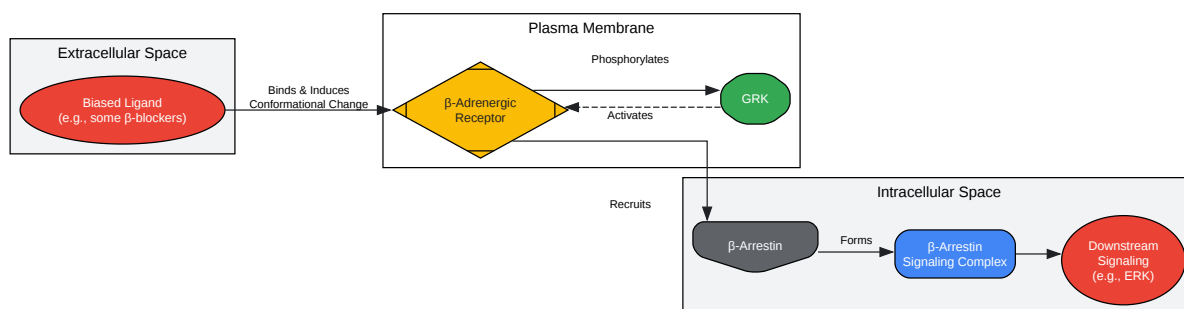 Plasma Membrane
Extracellular Space
Phosphorylates
Biased Ligand
(e.g., some β-blockers)
Binds & Induces
Conformational Change
β-Adrenergic
Receptor
GRK
Activates
Recruits
Intracellular Space
β-Arrestin
Forms
β-Arrestin
Signaling Complex
Downstream
Signaling
(e.g., ERK)